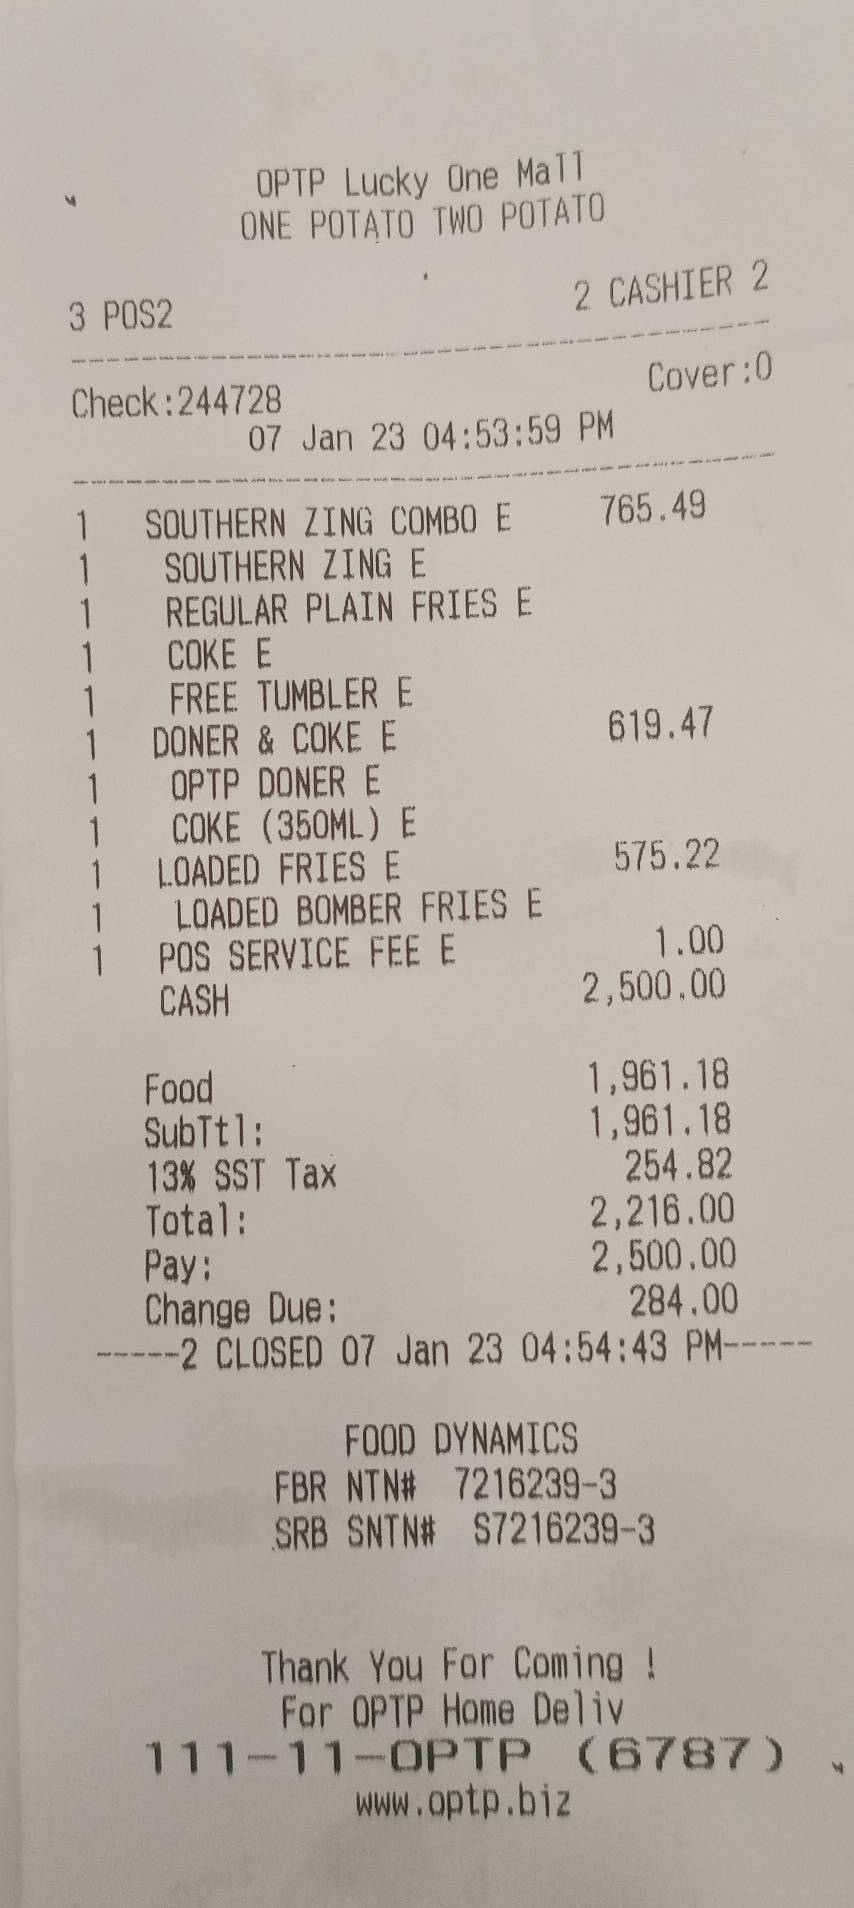 OPTP Lucky One Mall
ONE POTATO TWO POTATO
3 POS2 2 CASHIER 2
Check:244728 Cover:0
07 Jan 23 04:53:59 PM
1 SOUTHERN ZING COMBO E 765.49
1 SOUTHERN ZING E
1 REGULAR PLAIN FRIES E
1 COKE E
1 FREE TUMBLER E
1 DONER & COKE E 619.47
1 OPTP DONER E
1 COKE (350ML) E
1 LOADED FRIES E 575.22
1 LOADED BOMBER FRIES E
1 POS SERVICE FEE E 1.00
CASH 2,500.00
Food 1,961.18
SubTtl: 1,961.18
13% SST Tax 254.82
Total: 2,216.00
Pay: 2,500.00
Change Due: 284.00
-----2 CLOSED 07 Jan 23 04:54:43 PM-----
FOOD DYNAMICS
FBR NTN# 7216239-3
SRB SNTN# S7216239-3
Thank You For Coming !
For OPTP Home Deliv
111-11-OPTP (6787)
www.optp.biz